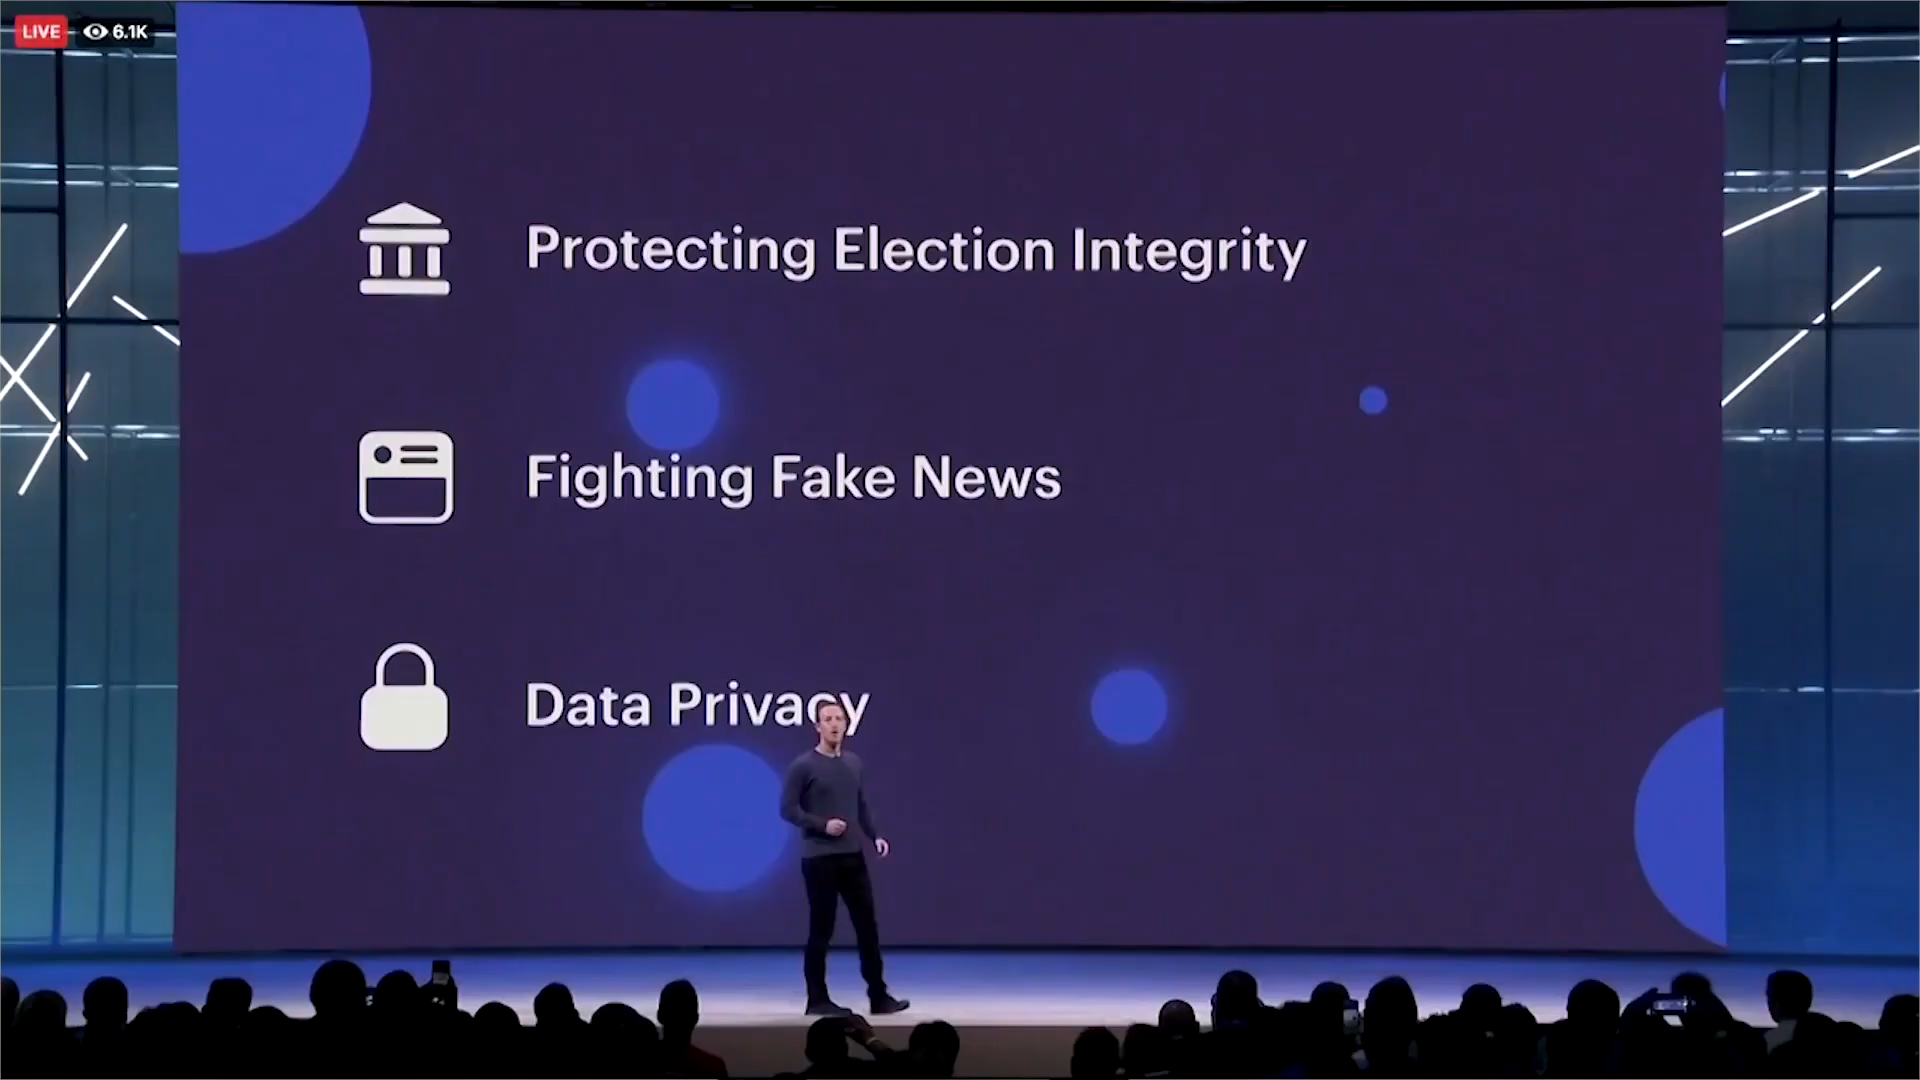 LIVE 6.1K
Protecting Election Integrity
Fighting Fake News
Data Privacy